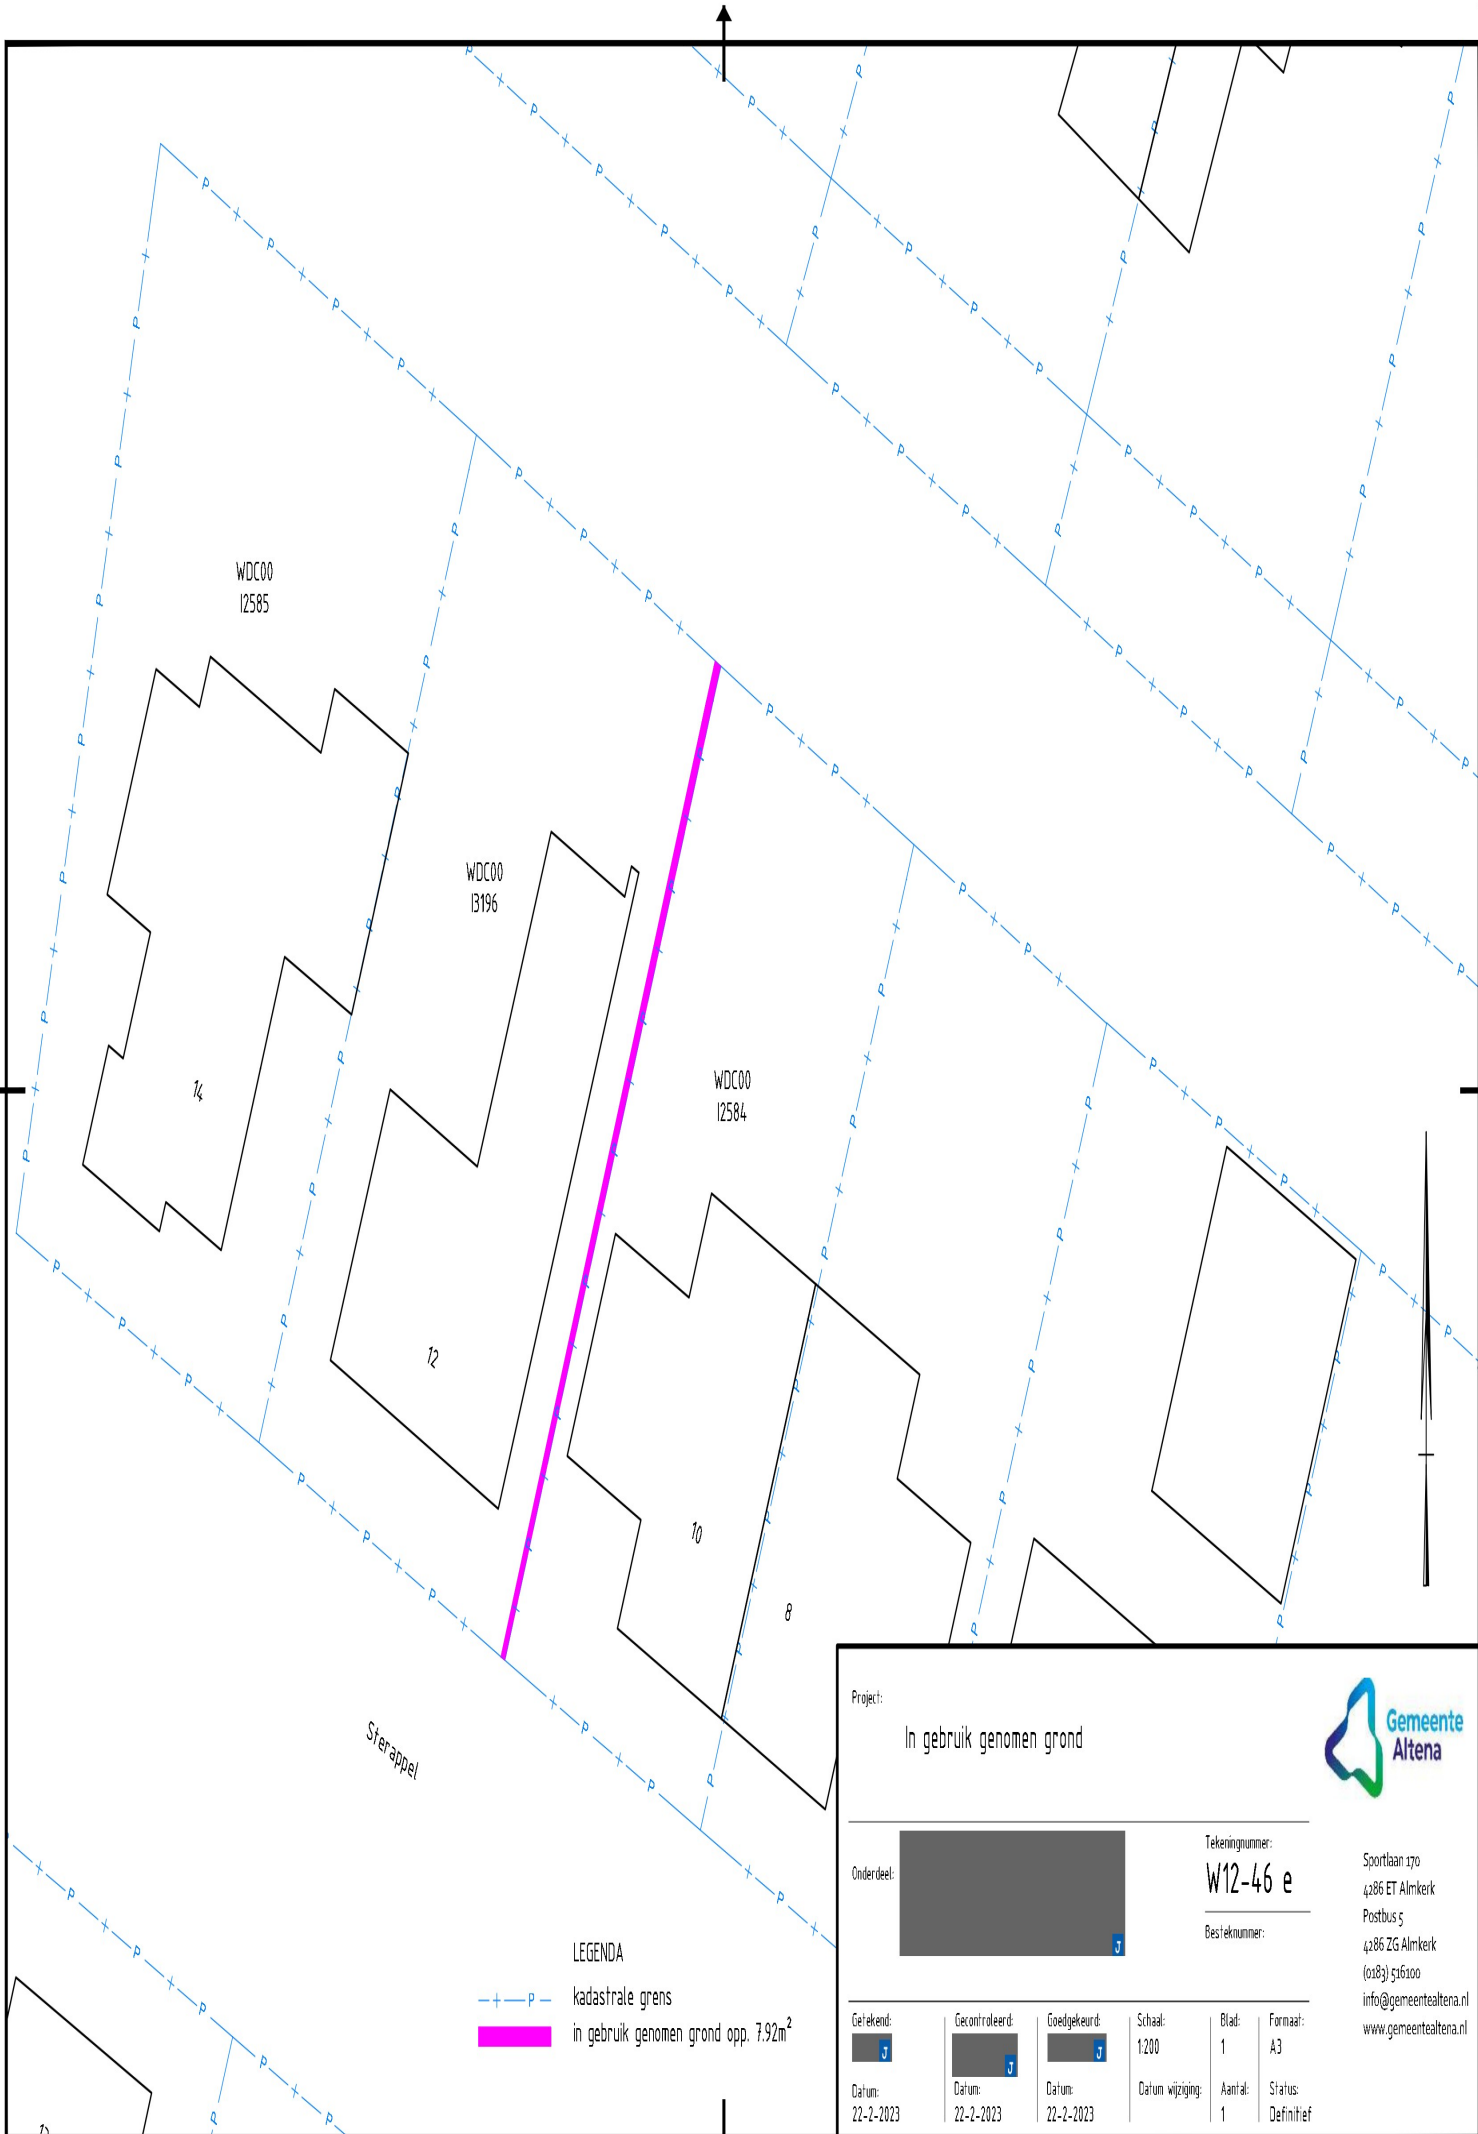 WDC00
I2585
WDC00
I3196
WDC00
I2584
14
12
10
8
Sterappel
LEGENDA
kadastrale grens
in gebruik genomen grond opp. 7.92m²
Project:
In gebruik genomen grond
Gemeente
Altena
Onderdeel:
J
Tekeningnummer:
W12-46 e
Besteknummer:
Sportlaan 170
4286 ET Almkerk
Postbus 5
4286 ZG Almkerk
(0183) 516100
info@gemeentealtena.nl
www.gemeentealtena.nl
Getekend:
J
Datum:
22-2-2023
Gecontroleerd:
J
Datum:
22-2-2023
Goedgekeurd:
J
Datum:
22-2-2023
Schaal:
1:200
Datum wijziging:
Blad:
1
Aantal:
1
Formaat:
A3
Status:
Definitief